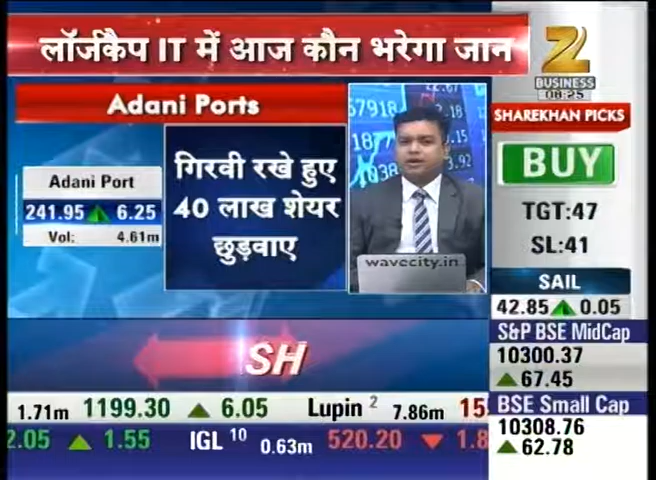 लॉर्जकैप IT में आज कौन भरेगा जान
Z
BUSINESS
08:25
Adani Ports
Adani Port
241.95 6.25
Vol: 4.61m
गिरवी रखे हुए
40 लाख शेयर
छुड़वाए
wavecity.in
SHAREKHAN PICKS
BUY
TGT:47
SL:41
SAIL
42.85 0.05
S&P BSE MidCap
10300.37
67.45
BSE Small Cap
10308.76
62.78
SH
1.71m 1199.30 6.05 Lupin 2 7.86m 15
2.05 1.55 IGL 10 0.63m 520.20 1.8